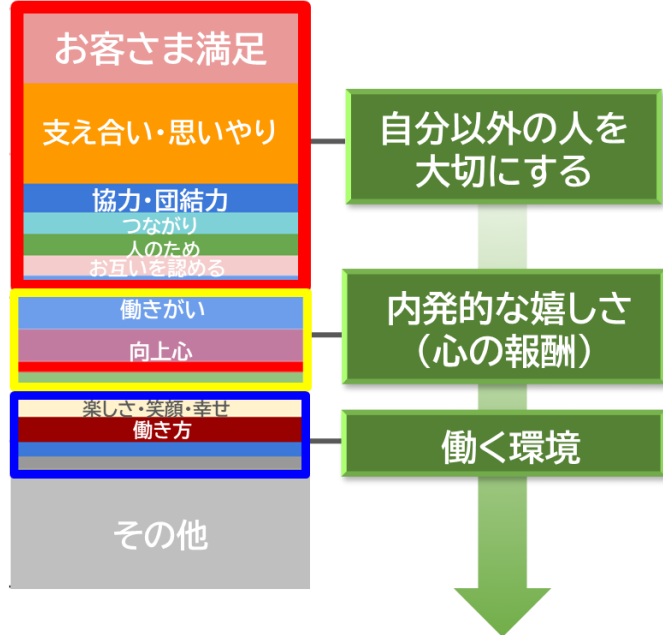 お客さま満足
支え合い・思いやり
協力・団結力
つながり
人のため
お互いを認める
働きがい
向上心
楽しさ・笑顔・幸せ
働き方
その他
自分以外の人を
大切にする
内発的な嬉しさ
（心の報酬）
働く環境